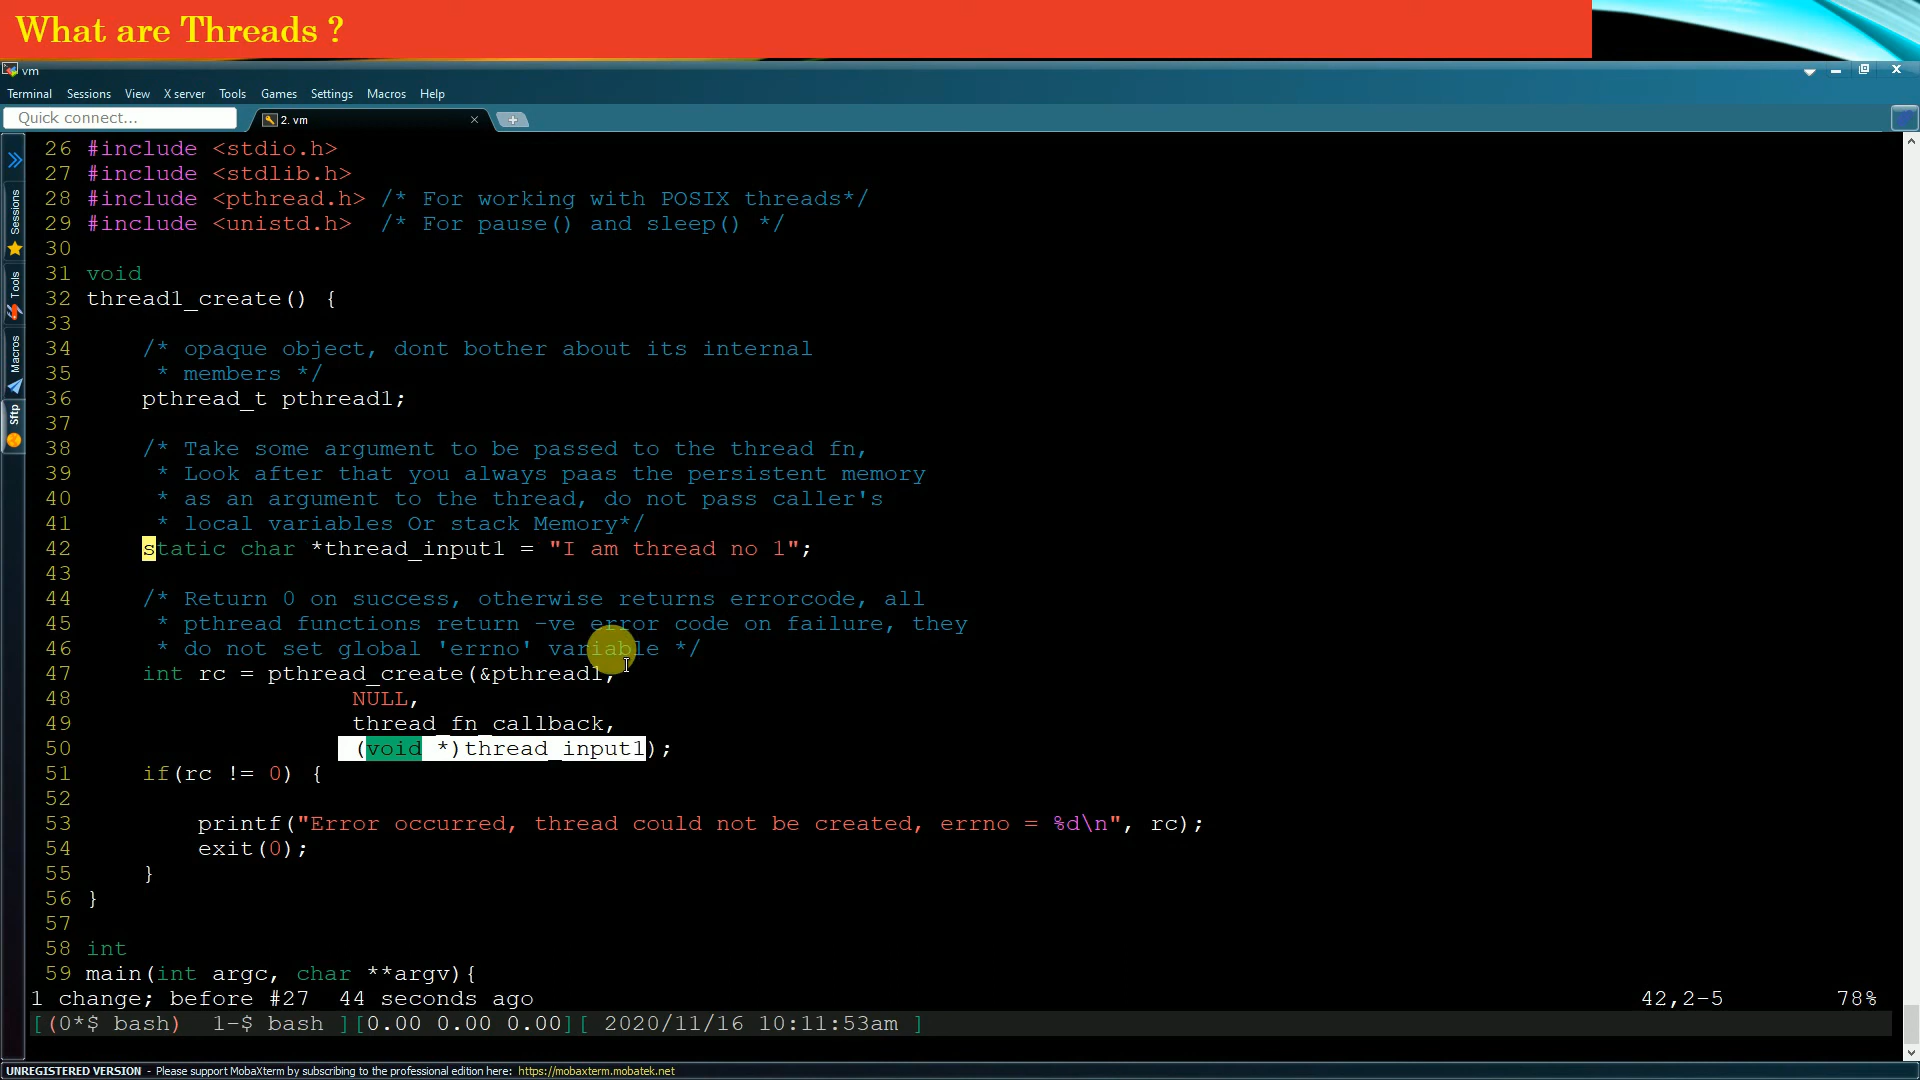 What are Threads ?
vm
Terminal Sessions View X server Tools Games Settings Macros Help
Quick connect...
2. vm
Sessions
Tools
Macros
Sftp
26 #include <stdio.h>
27 #include <stdlib.h>
28 #include <pthread.h> /* For working with POSIX threads*/
29 #include <unistd.h>  /* For pause() and sleep() */
30
31 void
32 thread1_create() {
33
34     /* opaque object, dont bother about its internal
35      * members */
36     pthread_t pthread1;
37
38     /* Take some argument to be passed to the thread fn,
39      * Look after that you always paas the persistent memory
40      * as an argument to the thread, do not pass caller's
41      * local variables Or stack Memory*/
42     static char *thread_input1 = "I am thread no 1";
43
44     /* Return 0 on success, otherwise returns errorcode, all
45      * pthread functions return -ve error code on failure, they
46      * do not set global 'errno' variable */
47     int rc = pthread_create(&pthread1,
48                    NULL,
49                    thread_fn_callback,
50                    (void *)thread_input1);
51     if(rc != 0) {
52
53         printf("Error occurred, thread could not be created, errno = %d\n", rc);
54         exit(0);
55     }
56 }
57
58 int
59 main(int argc, char **argv){
1 change; before #27  44 seconds ago 42,2-5 78%
[(0*$ bash)  1-$ bash ][0.00 0.00 0.00][ 2020/11/16 10:11:53am ]
UNREGISTERED VERSION - Please support MobaXterm by subscribing to the professional edition here: https://mobaxterm.mobatek.net